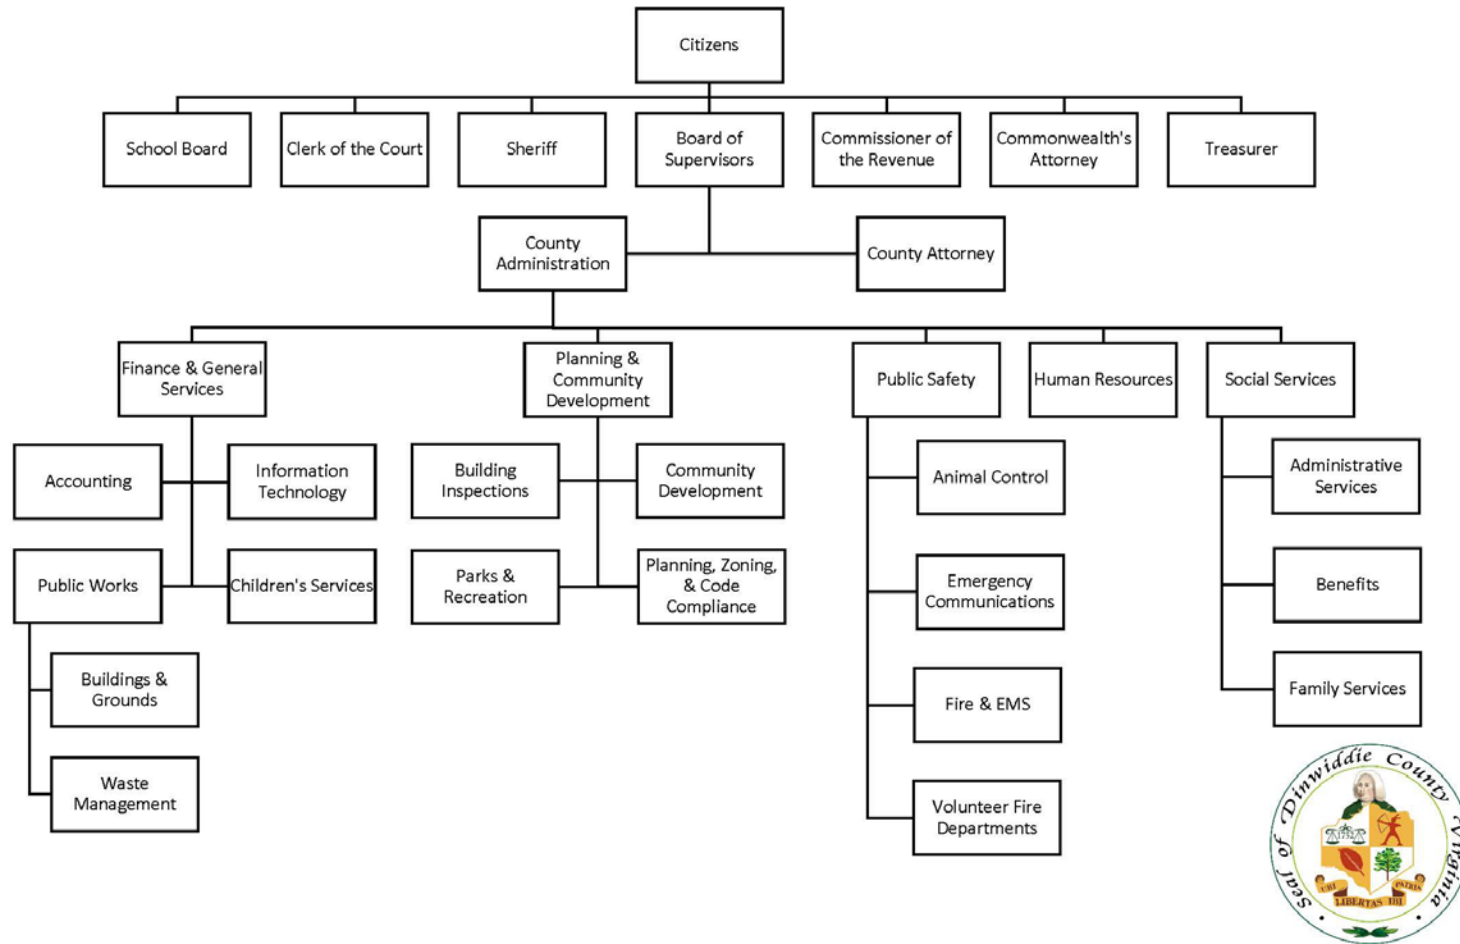 Citizens
School Board
Clerk of the Court
Sheriff
Board of
Supervisors
Commissioner of
the Revenue
Commonwealth's
Attorney
Treasurer
County
Administration
County Attorney
Finance & General
Services
Planning &
Community
Development
Public Safety
Human Resources
Social Services
Accounting
Information
Technology
Building
Inspections
Community
Development
Animal Control
Administrative
Services
Public Works
Children's Services
Parks &
Recreation
Planning, Zoning,
& Code
Compliance
Emergency
Communications
Benefits
Buildings &
Grounds
Fire & EMS
Family Services
Waste
Management
Volunteer Fire
Departments
Seal of Dinwiddie County Virginia
1752
UBI LIBERTAS IBI PATRIS